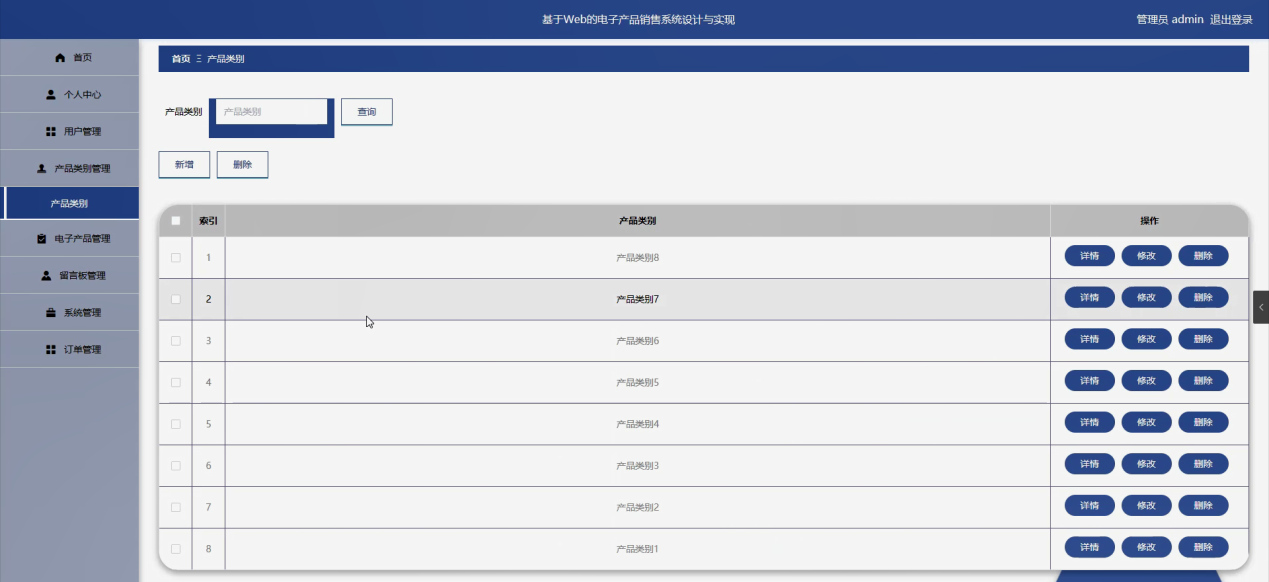 基于Web的电子产品销售系统设计与实现
管理员 admin 退出登录
首页
个人中心
用户管理
产品类别管理
产品类别
电子产品管理
留言板管理
系统管理
订单管理
首页 Ξ 产品类别
产品类别 产品类别 查询
新增 删除
索引 产品类别 操作
1 产品类别8 详情 修改 删除
2 产品类别7 详情 修改 删除
3 产品类别6 详情 修改 删除
4 产品类别5 详情 修改 删除
5 产品类别4 详情 修改 删除
6 产品类别3 详情 修改 删除
7 产品类别2 详情 修改 删除
8 产品类别1 详情 修改 删除